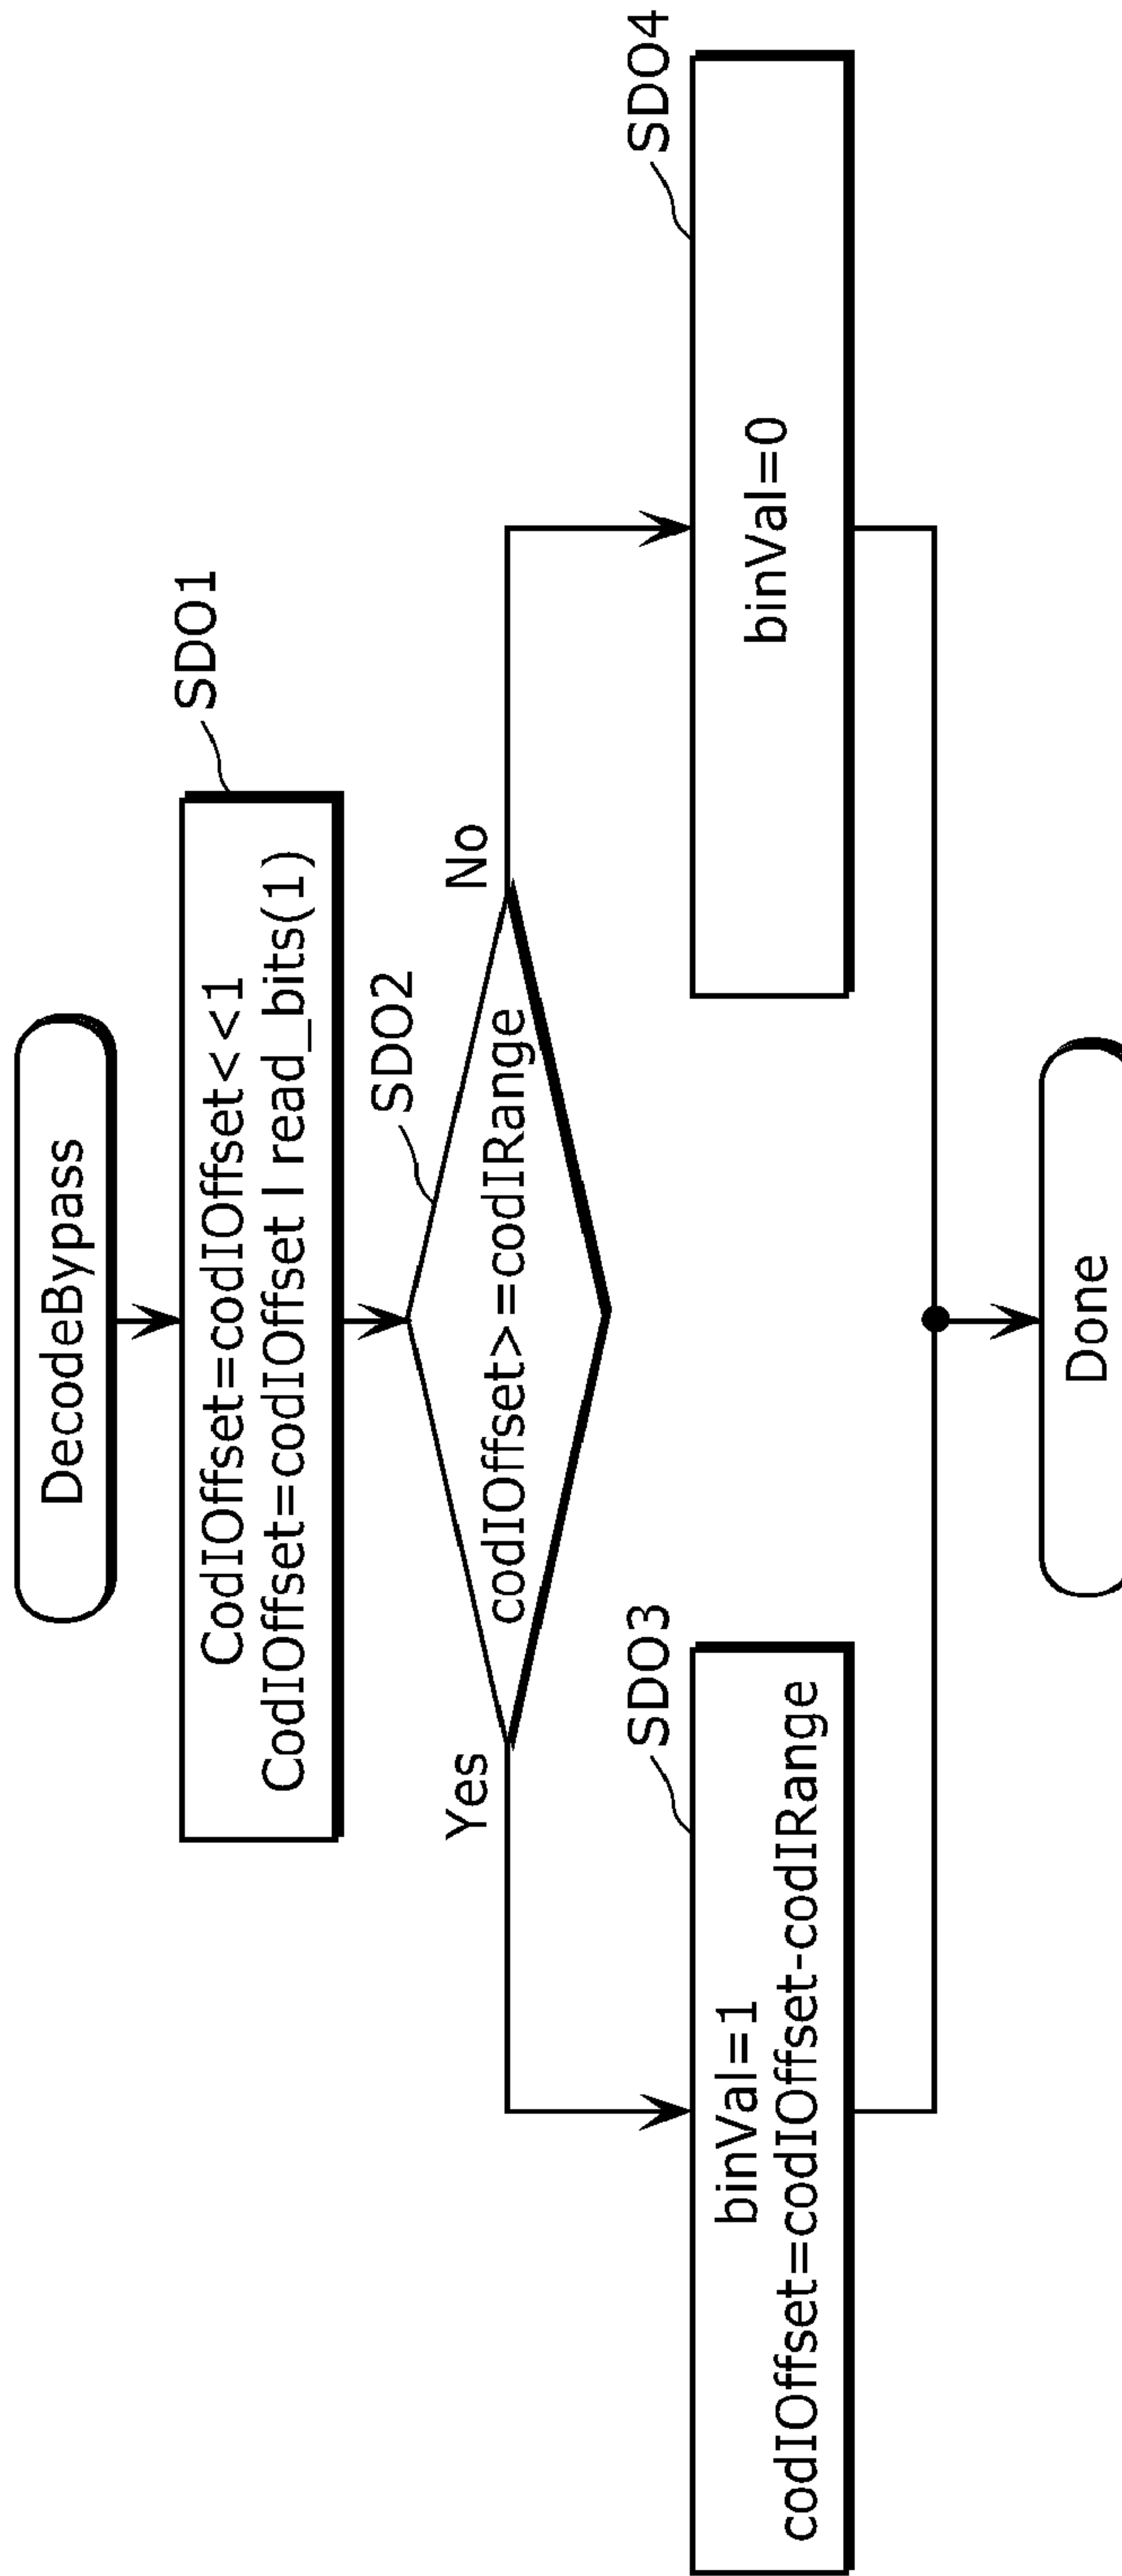 DecodeBypass
SDO1
CodIOffset=codIOffset<<1
CodIOffset=codIOffset I read_bits(1)
SDO2
codIOffset>=codIRange
Yes
No
SDO3
binVal=1
codIOffset=codIOffset-codIRange
SDO4
binVal=0
Done